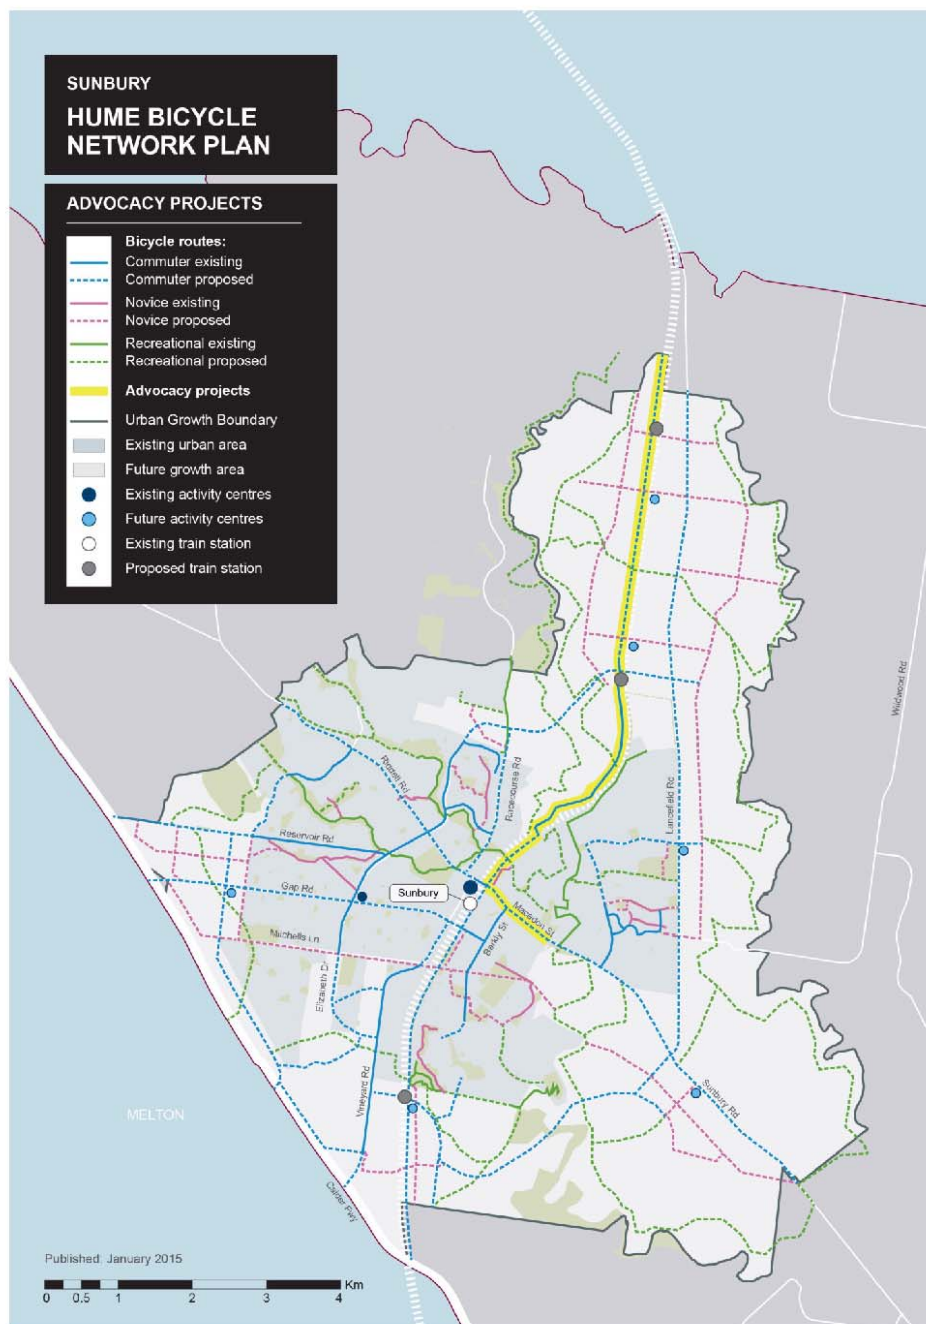 SUNBURY
HUME BICYCLE
NETWORK PLAN
ADVOCACY PROJECTS
Bicycle routes:
Commuter existing
Commuter proposed
Novice existing
Novice proposed
Recreational existing
Recreational proposed
Advocacy projects
Urban Growth Boundary
Existing urban area
Future growth area
Existing activity centres
Future activity centres
Existing train station
Proposed train station
Wildwood Rd
Riddell Rd
Racecourse Rd
Lancefield Rd
Reservoir Rd
Gap Rd
Sunbury
Macedon St
Mitchells Ln
Barkly St
Elizabeth Dr
Vineyard Rd
Sunbury Rd
MELTON
Calder Fwy
Published: January 2015
Km
0 0.5 1 2 3 4